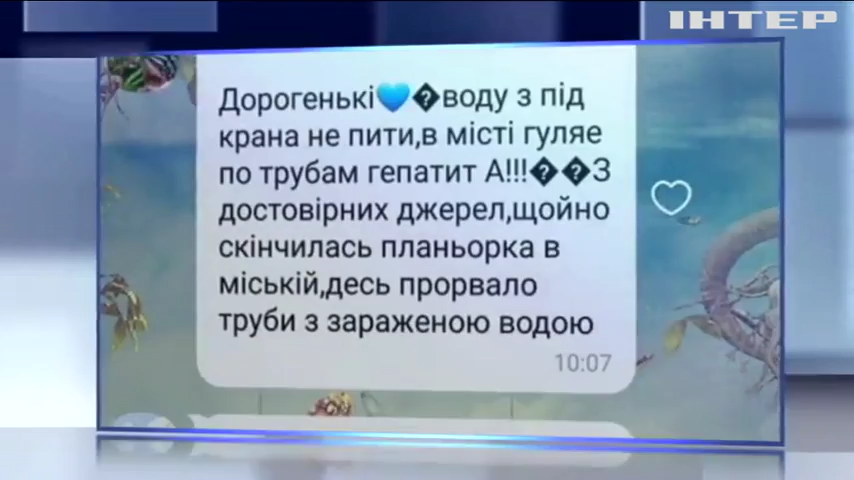 ІНТЕР
Дорогенькі💙�воду з під
крана не пити,в місті гуляє
по трубам гепатит А!!!��З
достовірних джерел,щойно
скінчилась планьорка в
міській,десь прорвало
труби з зараженою водою
10:07